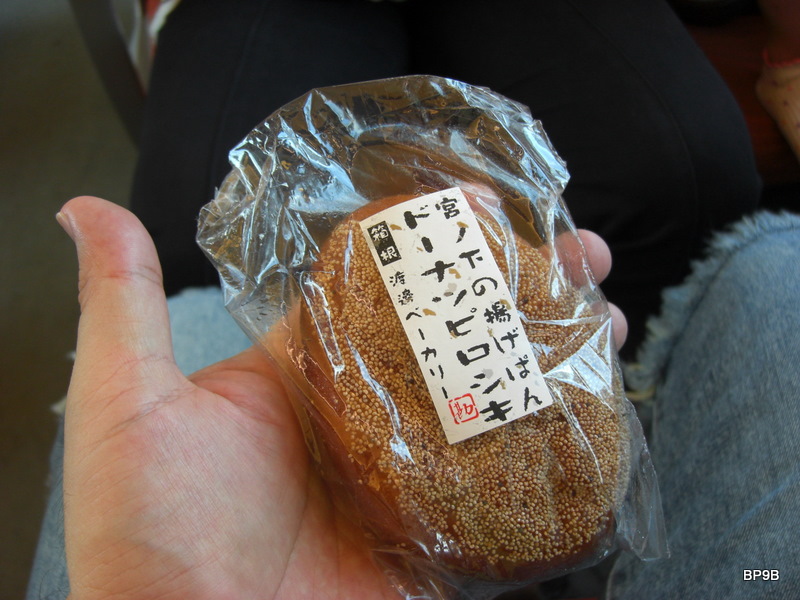 宮ノ下の揚げぱん
ドーナツピロシキ
箱根
渡邊ベーカリー
BP9B